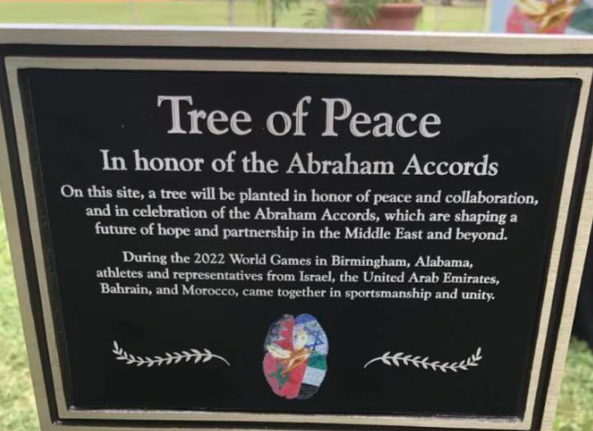 Tree of Peace
In honor of the Abraham Accords
On this site, a tree will be planted in honor of peace and collaboration,
and in celebration of the Abraham Accords, which are shaping a
future of hope and partnership in the Middle East and beyond.
During the 2022 World Games in Birmingham, Alabama,
athletes and representatives from Israel, the United Arab Emirates,
Bahrain, and Morocco, came together in sportsmanship and unity.